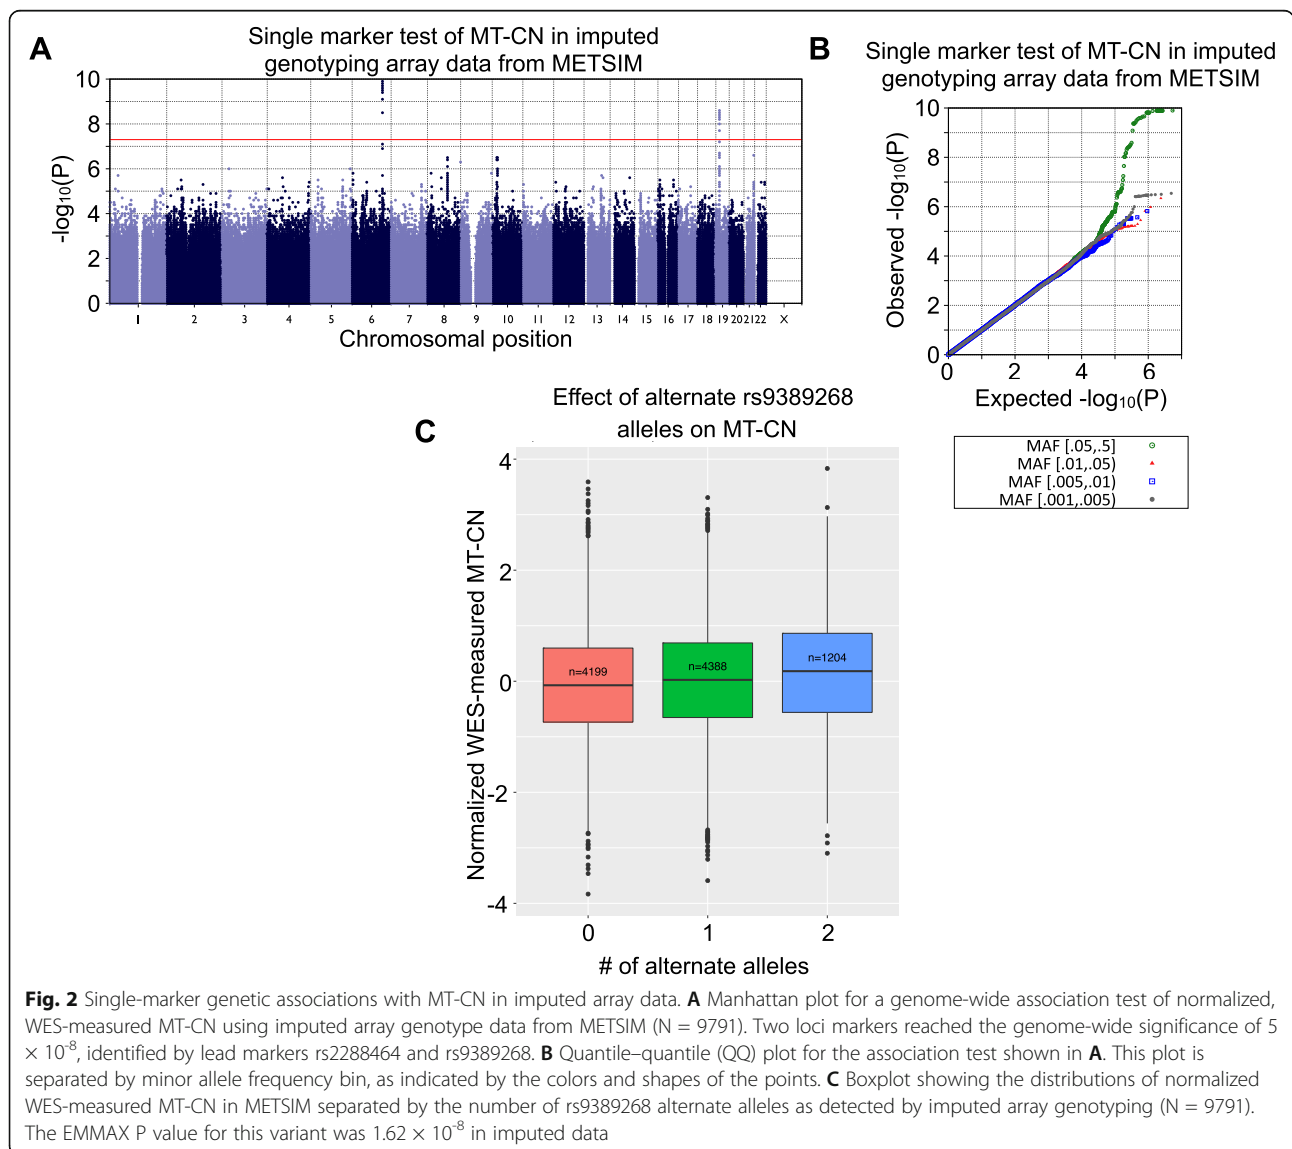 A
Single marker test of MT-CN in imputed
genotyping array data from METSIM
-log₁₀(P)
10
8
6
4
2
0
1 2 3 4 5 6 7 8 9 10 11 12 13 14 15 16 17 18 19 20 21 22 X
Chromosomal position
B
Single marker test of MT-CN in imputed
genotyping array data from METSIM
Observed -log₁₀(P)
10
8
6
4
2
0
0 2 4 6
Expected -log₁₀(P)
MAF [.05,.5]
MAF [.01,.05)
MAF [.005,.01)
MAF [.001,.005)
C
Effect of alternate rs9389268
alleles on MT-CN
Normalized WES-measured MT-CN
4
2
0
-2
-4
n=4199
n=4388
n=1204
0 1 2
# of alternate alleles
Fig. 2 Single-marker genetic associations with MT-CN in imputed array data. A Manhattan plot for a genome-wide association test of normalized,
WES-measured MT-CN using imputed array genotype data from METSIM (N = 9791). Two loci markers reached the genome-wide significance of 5
× 10⁻⁸, identified by lead markers rs2288464 and rs9389268. B Quantile–quantile (QQ) plot for the association test shown in A. This plot is
separated by minor allele frequency bin, as indicated by the colors and shapes of the points. C Boxplot showing the distributions of normalized
WES-measured MT-CN in METSIM separated by the number of rs9389268 alternate alleles as detected by imputed array genotyping (N = 9791).
The EMMAX P value for this variant was 1.62 × 10⁻⁸ in imputed data